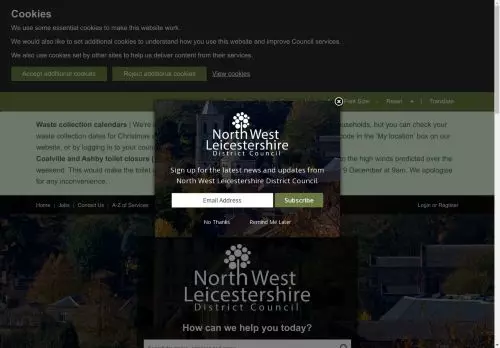 Cookies
We use some essential cookies to make this website work.
We would also like to set additional cookies to understand how you use this website and improve Council services.
We also use cookies set by other sites to help us deliver content from their services.
Accept additional cookies Reject additional cookies View cookies
Font Size: - Reset + | Translate
Waste collection calendars | We're ouseholds, but you can check your
waste collection dates for Christmas code in the 'My location' box on
our website, or by logging in to your
Coalville and Ashby toilet closure | to the high winds predicted over the
weekend. This would make the toilet 9 December at 9am. We apologise
for any inconvenience.
Home | Jobs | Contact Us | A-Z of Services Login or Register
North West
Leicestershire
District Council
Sign up for the latest news and updates from
North West Leicestershire District Council.
Email Address Subscribe
No Thanks Remind Me Later
North West
Leicestershire
District Council
How can we help you today?